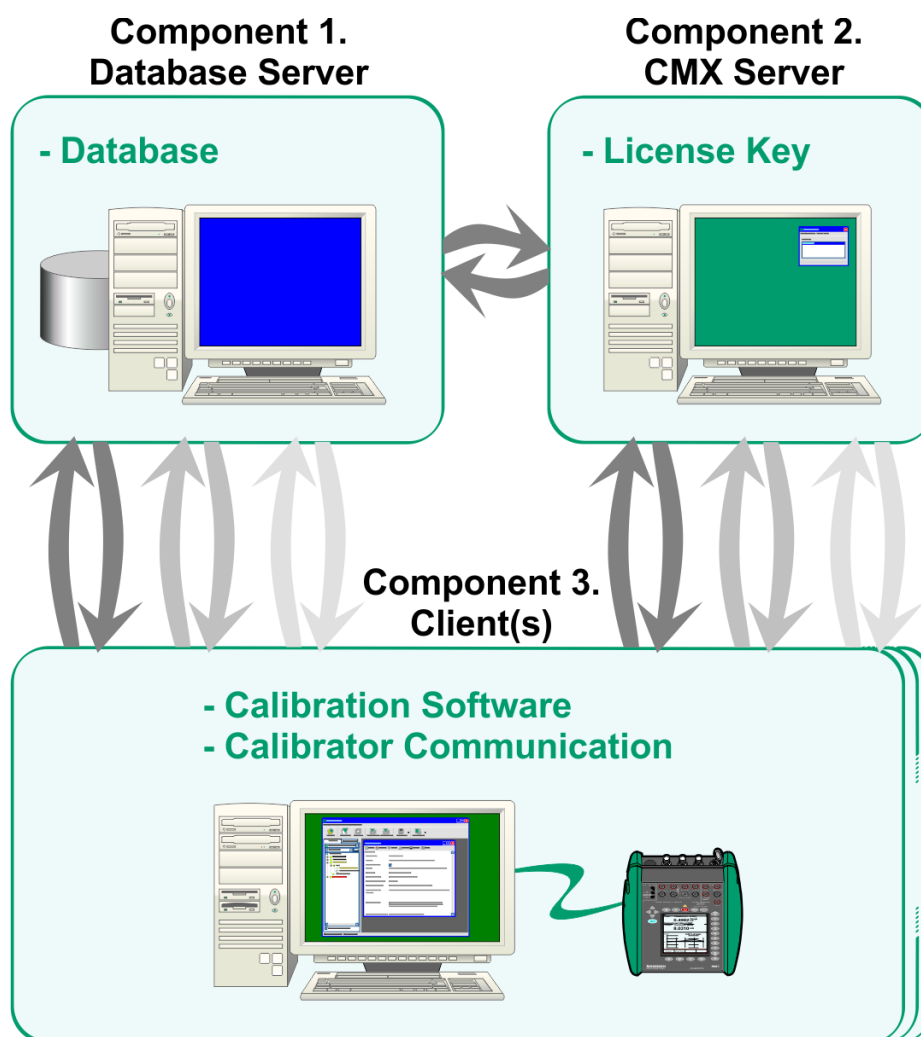 Component 1.
Database Server
Component 2.
CMX Server
- Database
- License Key
Component 3.
Client(s)
- Calibration Software
- Calibrator Communication